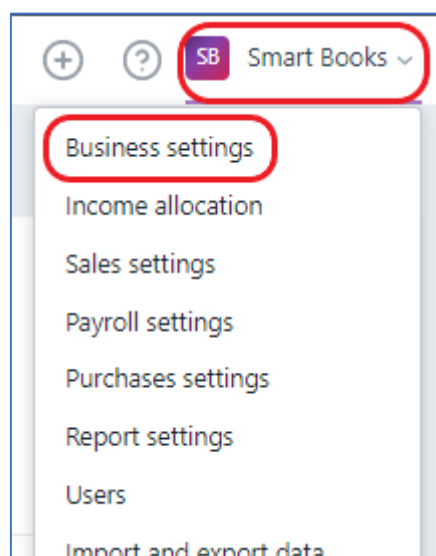 SB Smart Books
Business settings
Income allocation
Sales settings
Payroll settings
Purchases settings
Report settings
Users
Import and export data